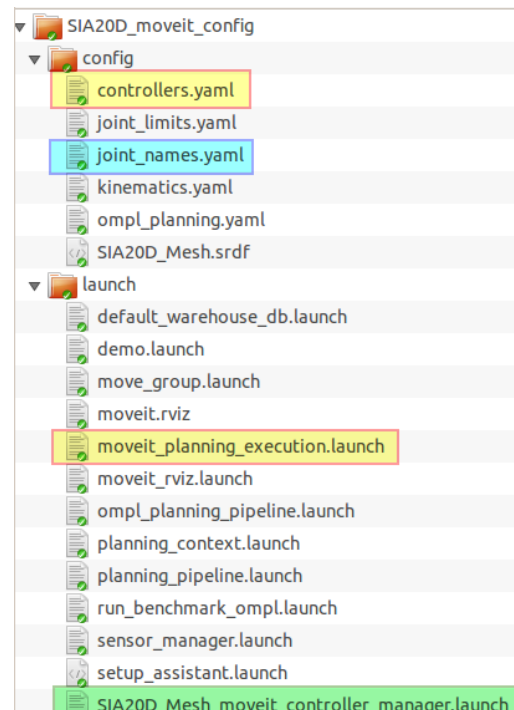 SIA20D_moveit_config
config
controllers.yaml
joint_limits.yaml
joint_names.yaml
kinematics.yaml
ompl_planning.yaml
SIA20D_Mesh.srdf
launch
default_warehouse_db.launch
demo.launch
move_group.launch
moveit.rviz
moveit_planning_execution.launch
moveit_rviz.launch
ompl_planning_pipeline.launch
planning_context.launch
planning_pipeline.launch
run_benchmark_ompl.launch
sensor_manager.launch
setup_assistant.launch
SIA20D_Mesh_moveit_controller_manager.launch